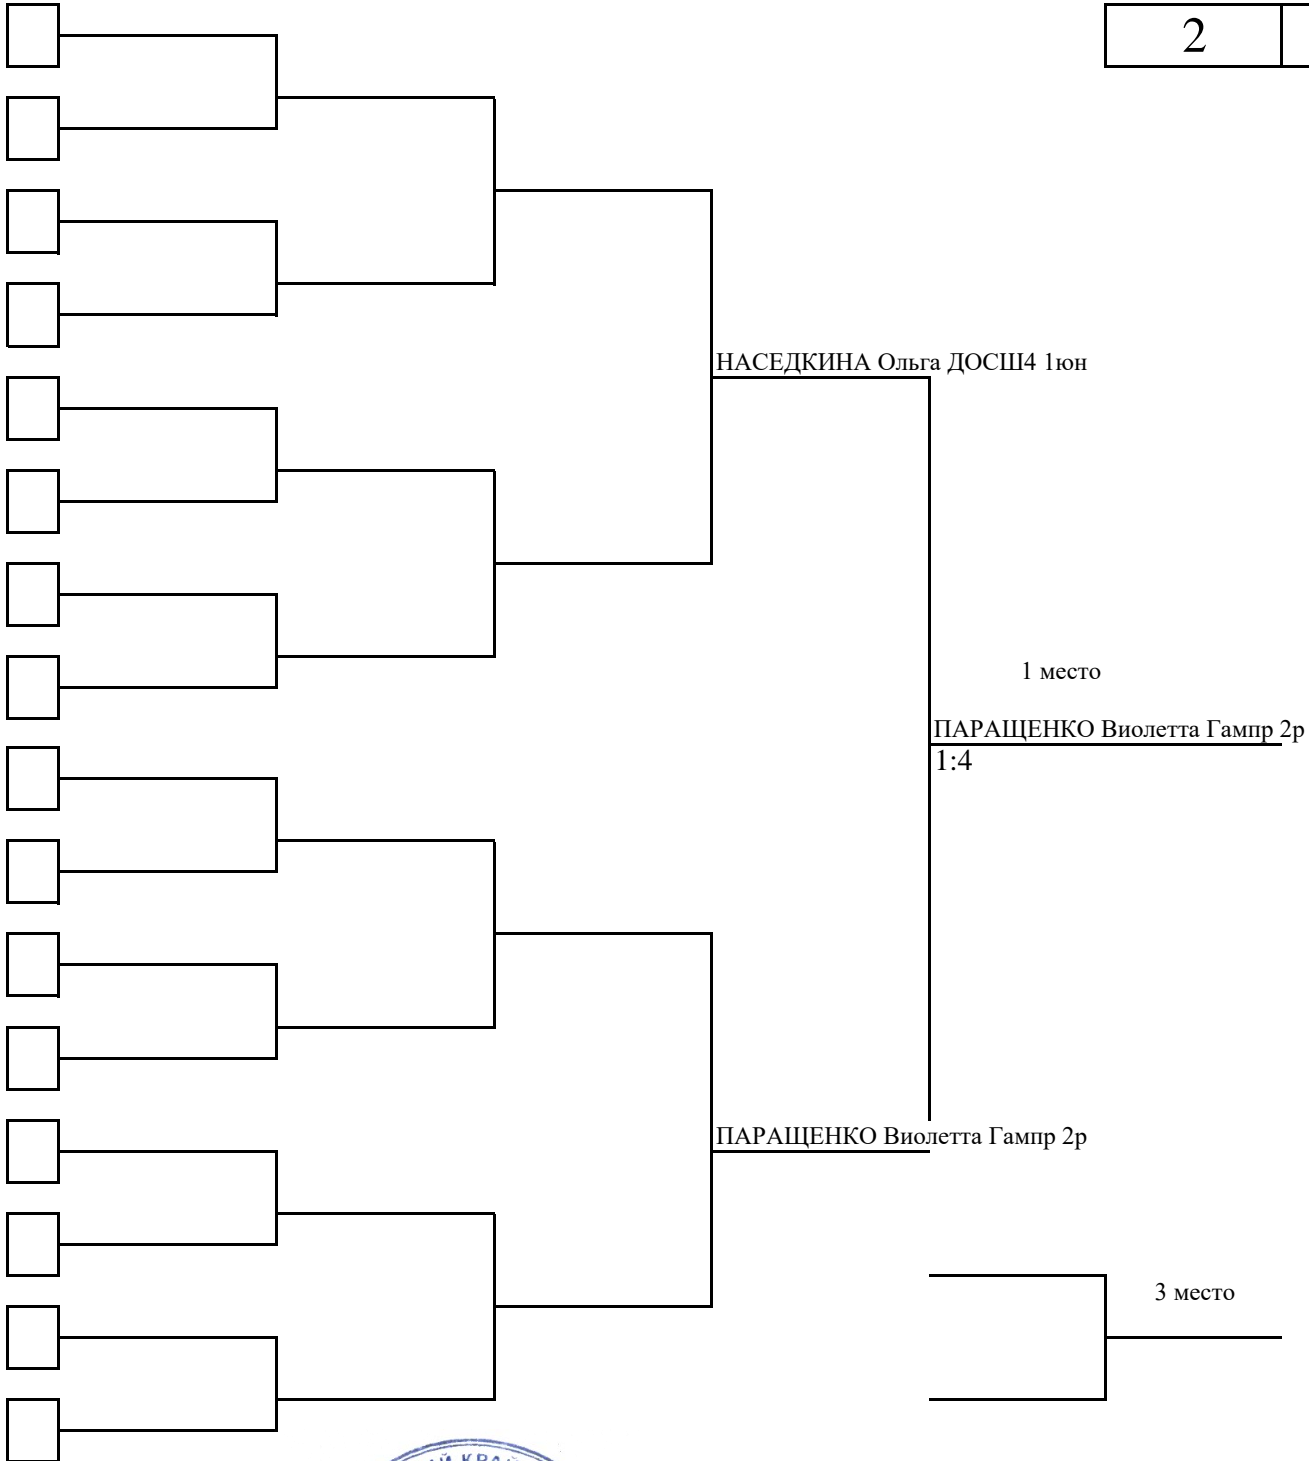 2
НАСЕДКИНА Ольга ДОСШ4 1юн
1 место
ПАРАЩЕНКО Виолетта Гампр 2р
1:4
ПАРАЩЕНКО Виолетта Гампр 2р
3 место